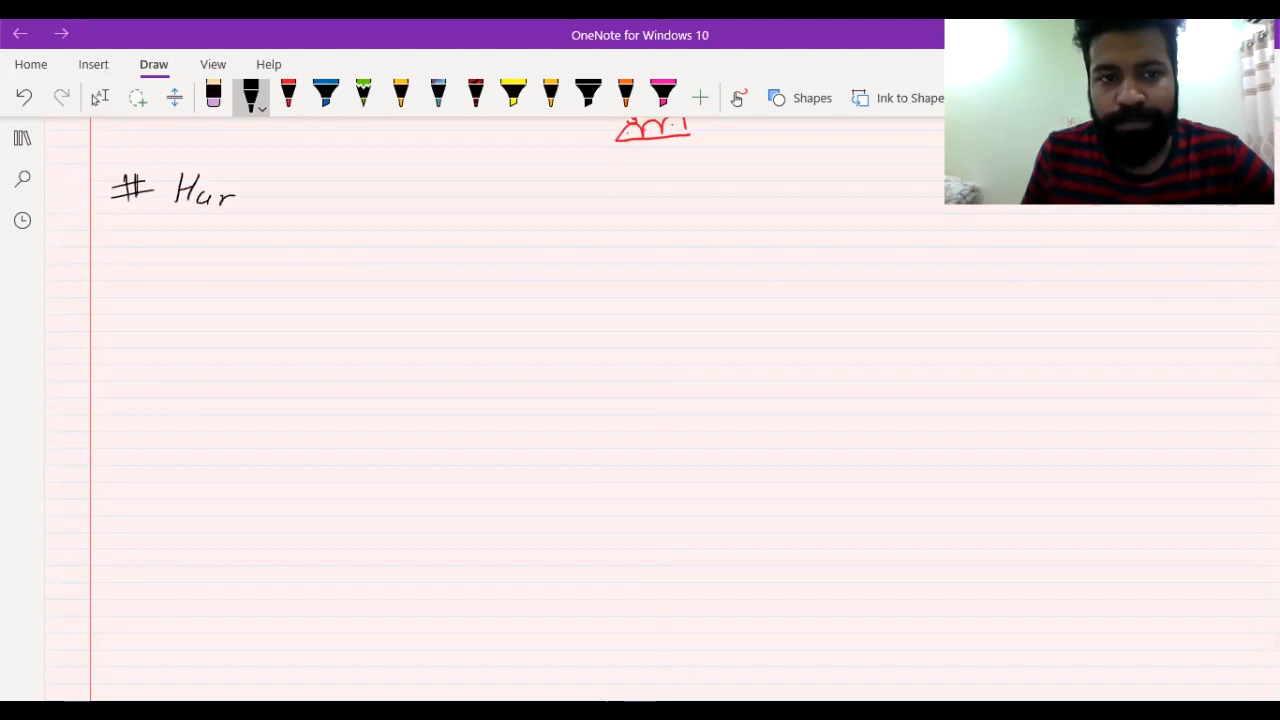 OneNote for Windows 10
Home Insert Draw View Help
Shapes Ink to Shape
# Har